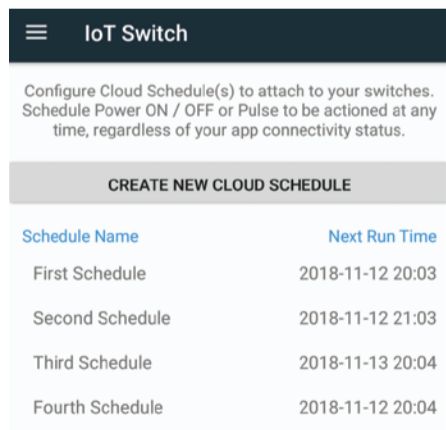 IoT Switch
Configure Cloud Schedule(s) to attach to your switches.
Schedule Power ON / OFF or Pulse to be actioned at any
time, regardless of your app connectivity status.
CREATE NEW CLOUD SCHEDULE
Schedule Name Next Run Time
First Schedule 2018-11-12 20:03
Second Schedule 2018-11-12 21:03
Third Schedule 2018-11-13 20:04
Fourth Schedule 2018-11-12 20:04